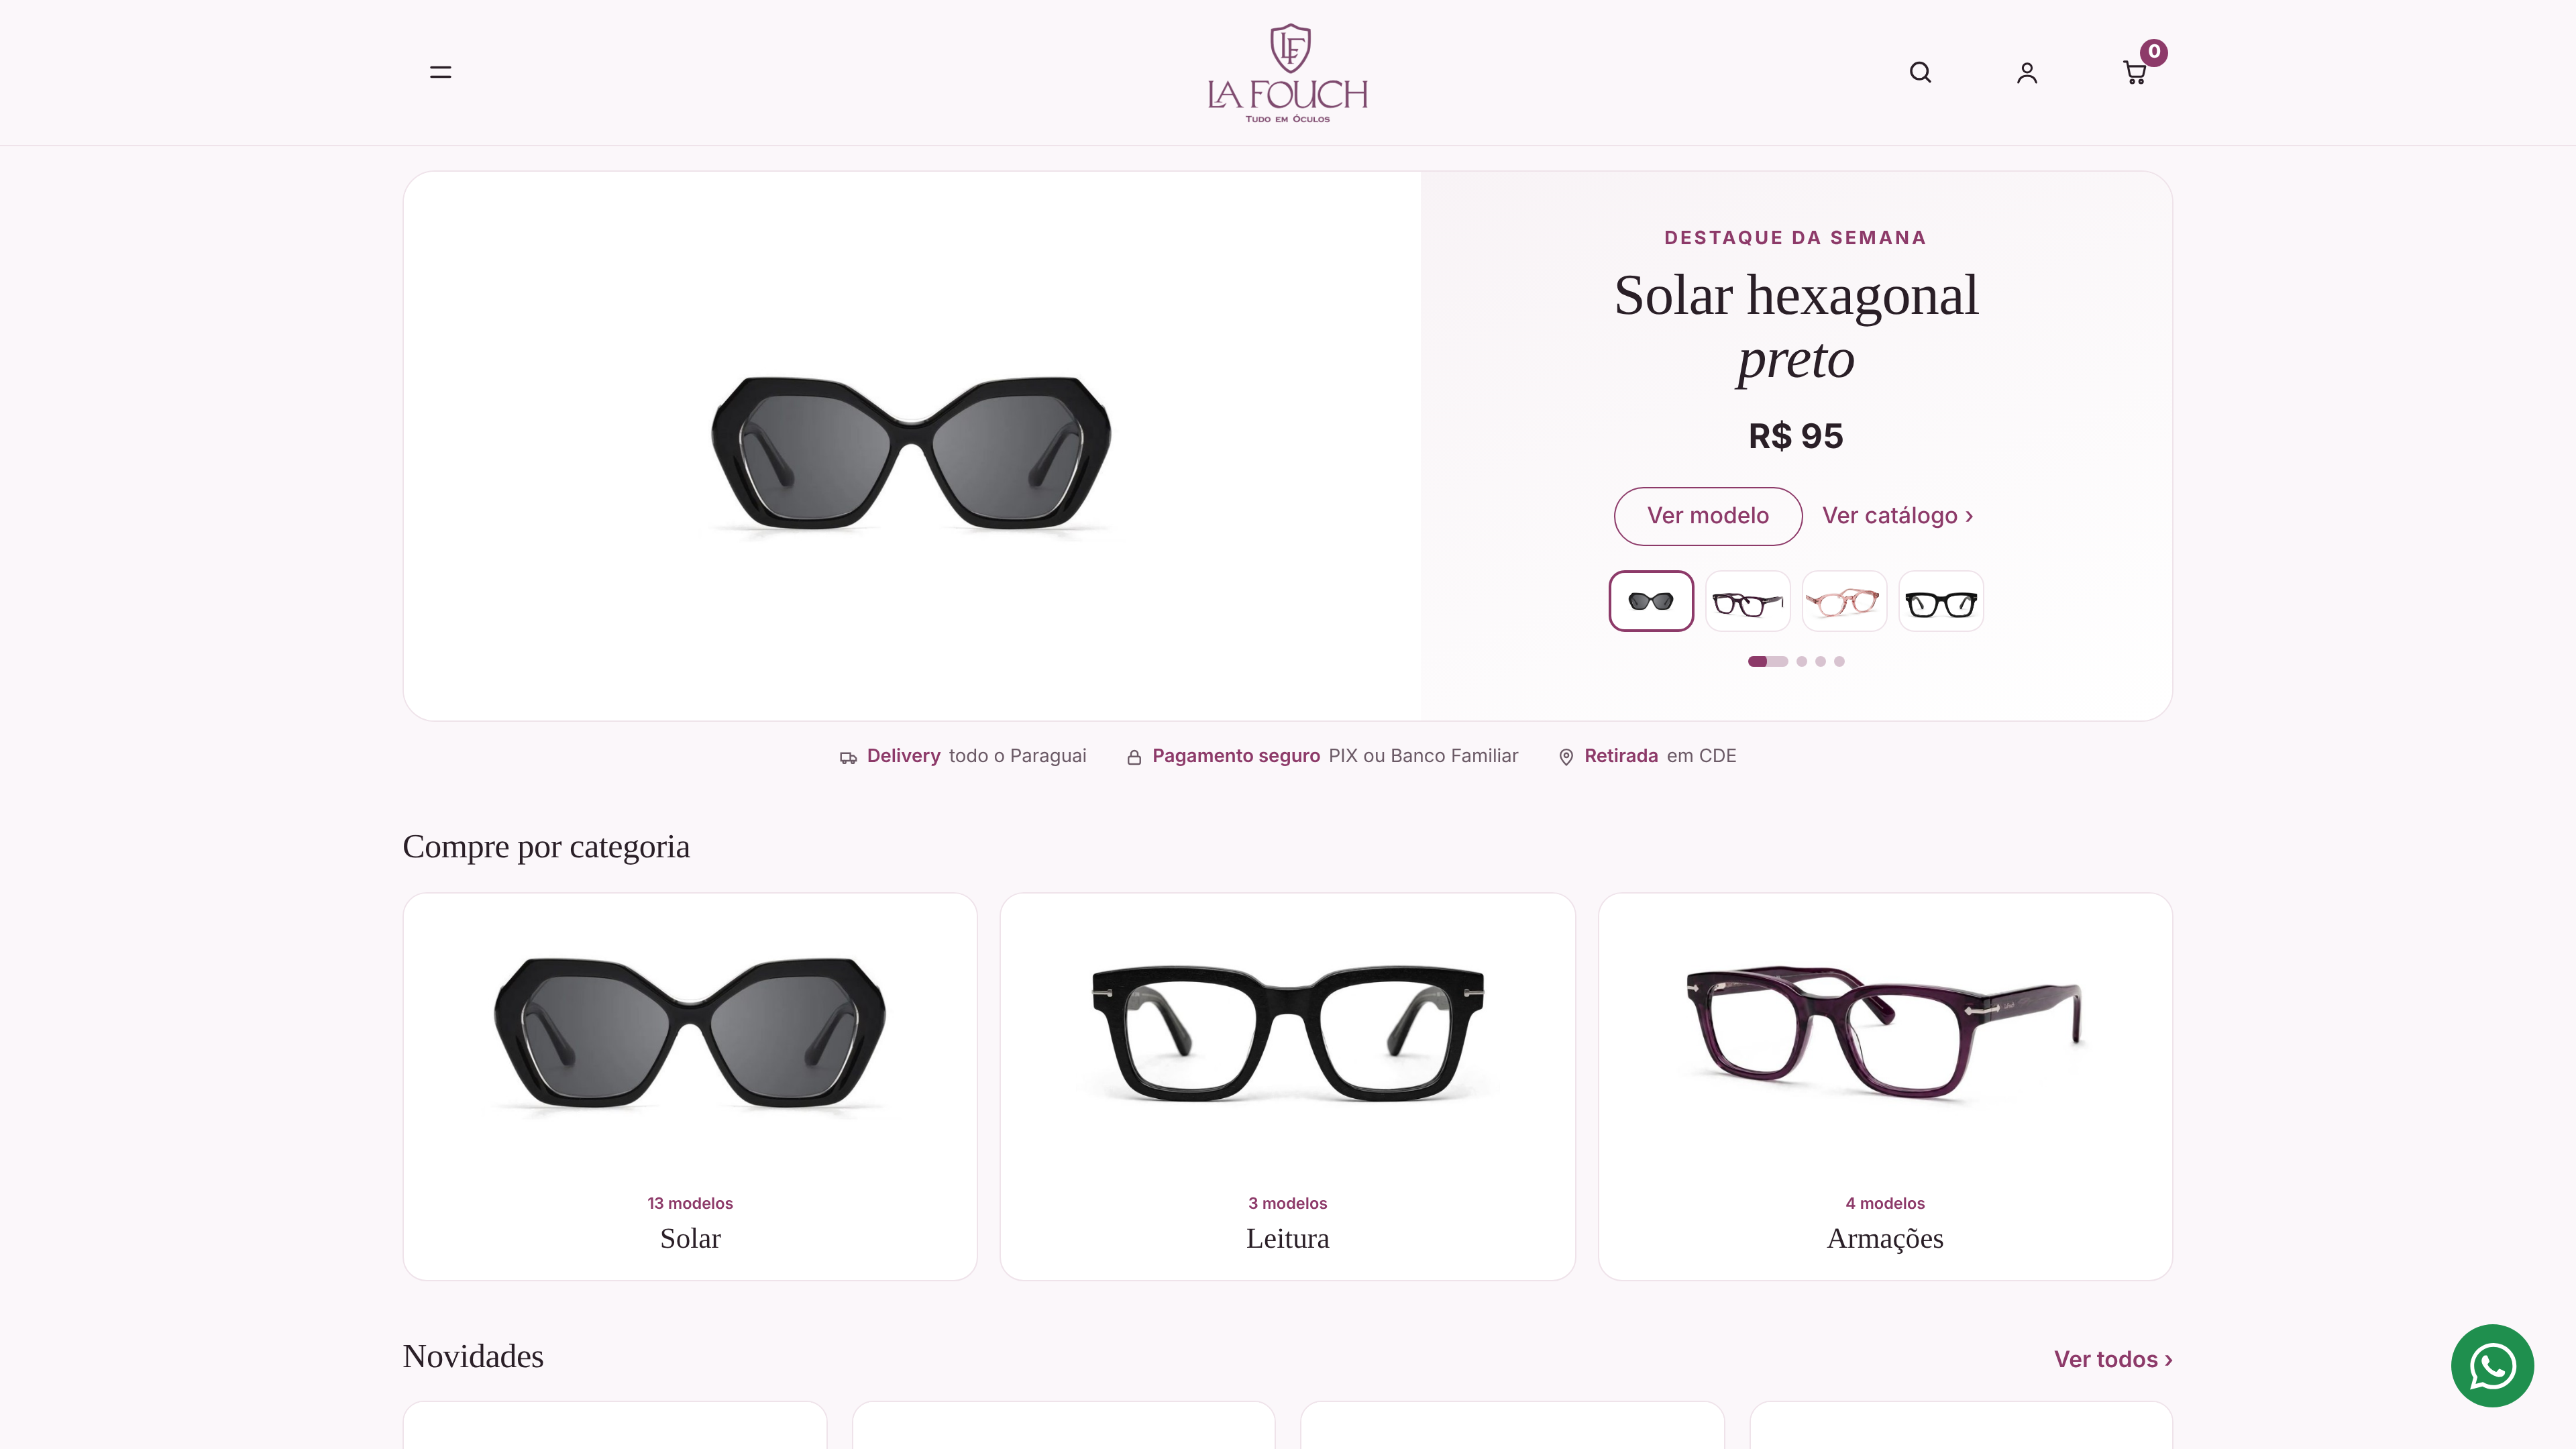 LF
LA FOUCH
TUDO EM ÓCULOS
0
DESTAQUE DA SEMANA
Solar hexagonal
preto
R$ 95
Ver modelo
Ver catálogo ›
Delivery todo o Paraguai
Pagamento seguro PIX ou Banco Familiar
Retirada em CDE
Compre por categoria
13 modelos
Solar
3 modelos
Leitura
4 modelos
Armações
Novidades
Ver todos ›